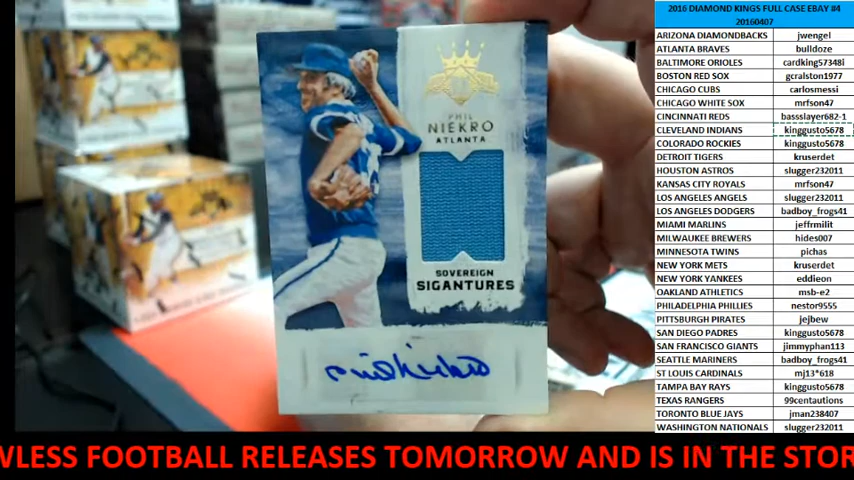 PHIL
NIEKRO
ATLANTA
SOVEREIGN
SIGANTURES
2016 DIAMOND KINGS FULL CASE EBAY #4
20160407
ARIZONA DIAMONDBACKS jwengel
ATLANTA BRAVES bulldoze
BALTIMORE ORIOLES cardking57348i
BOSTON RED SOX gcralston1977
CHICAGO CUBS carlosmessi
CHICAGO WHITE SOX mrfson47
CINCINNATI REDS bassslayer682-1
CLEVELAND INDIANS kinggusto5678
COLORADO ROCKIES kinggusto5678
DETROIT TIGERS kruserdet
HOUSTON ASTROS slugger232011
KANSAS CITY ROYALS mrfson47
LOS ANGELES ANGELS slugger232011
LOS ANGELES DODGERS badboy_frogs41
MIAMI MARLINS jeffrmilit
MILWAUKEE BREWERS hides007
MINNESOTA TWINS pichas
NEW YORK METS kruserdet
NEW YORK YANKEES eddieon
OAKLAND ATHLETICS msb-e2
PHILADELPHIA PHILLIES nestor9555
PITTSBURGH PIRATES jejbew
SAN DIEGO PADRES kinggusto5678
SAN FRANCISCO GIANTS jimmyphan113
SEATTLE MARINERS badboy_frogs41
ST LOUIS CARDINALS mj13*618
TAMPA BAY RAYS kinggusto5678
TEXAS RANGERS 99centautions
TORONTO BLUE JAYS jman238407
WASHINGTON NATIONALS slugger232011
WLESS FOOTBALL RELEASES TOMORROW AND IS IN THE STOR